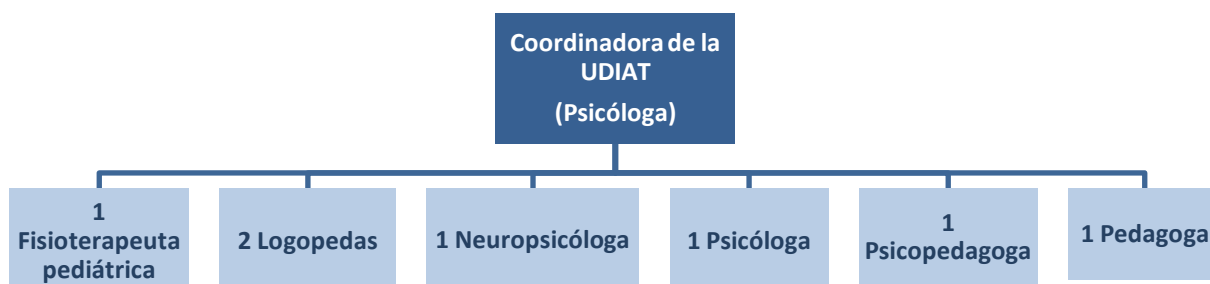 Coordinadora de la
UDIAT
(Psicóloga)
1
Fisioterapeuta
pediátrica
2 Logopedas
1 Neuropsicóloga
1 Psicóloga
1
Psicopedagoga
1 Pedagoga